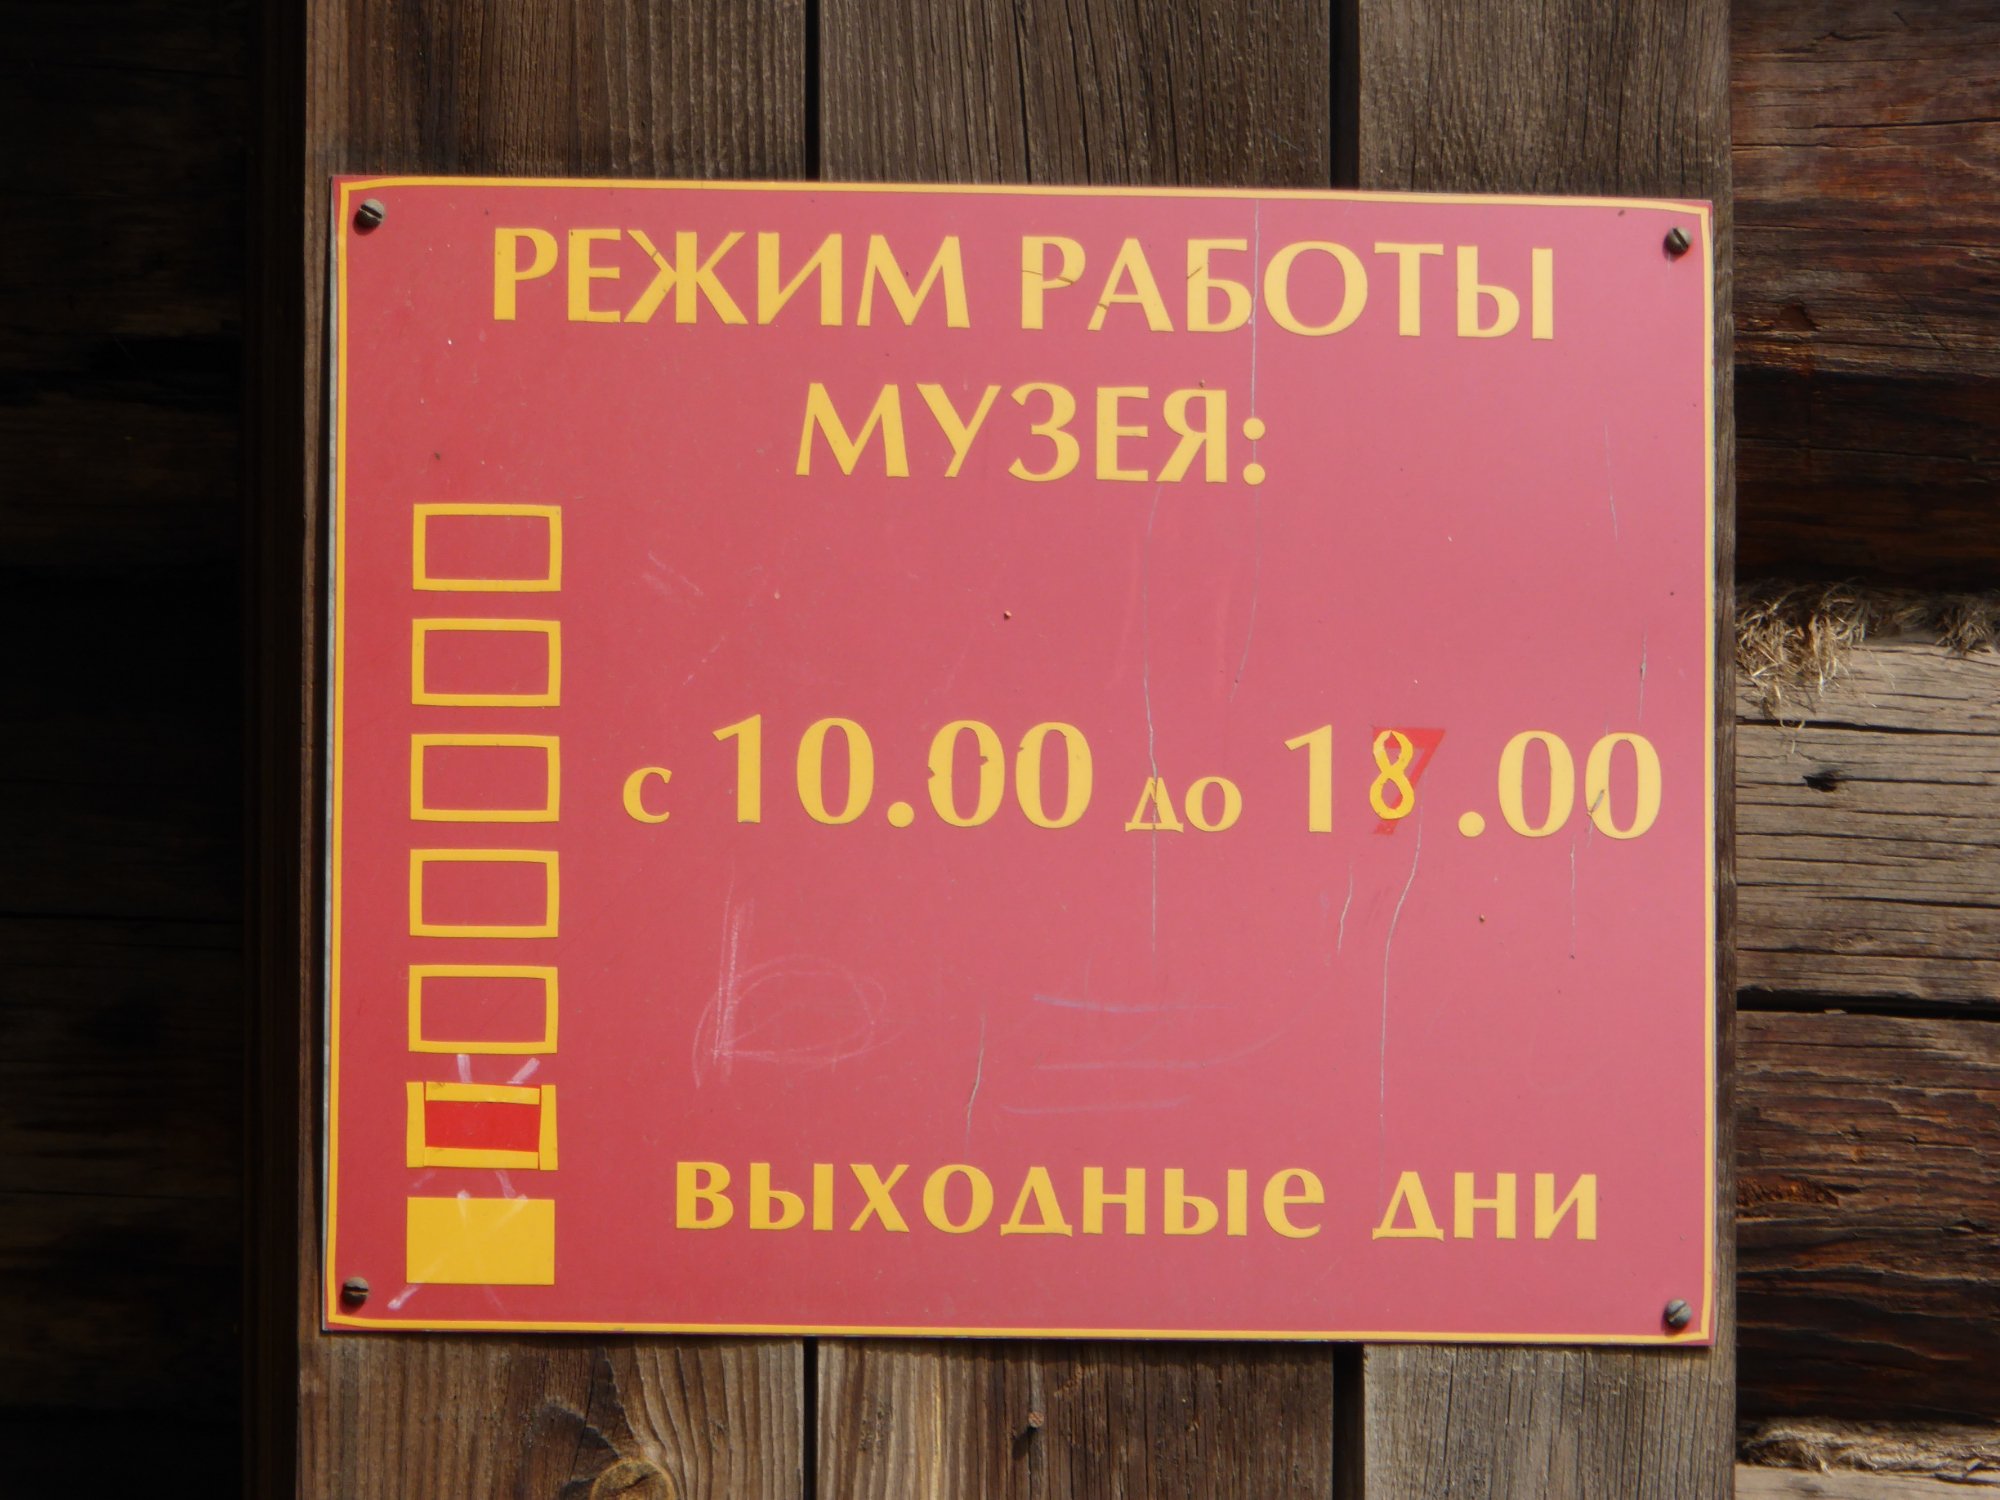 РЕЖИМ РАБОТЫ
МУЗЕЯ:
с 10.00 до 18.00
выходные дни